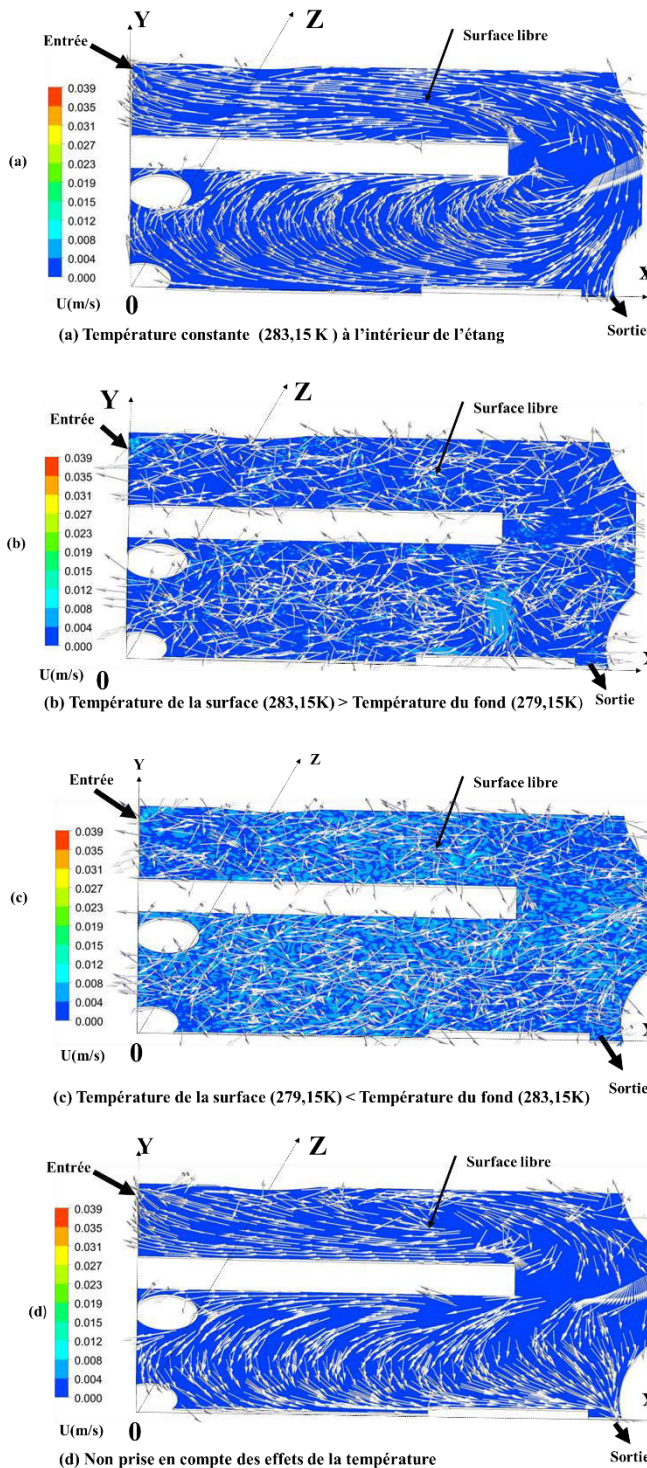 Y
Z
Entrée
Surface libre
0.039
0.035
0.031
0.027
0.023
0.019
0.015
0.012
0.008
0.004
0.000
(a)
U(m/s)
0
X
Sortie
(a) Température constante (283,15 K ) à l'intérieur de l'étang
Y
Z
Entrée
Surface libre
0.039
0.035
0.031
0.027
0.023
0.019
0.015
0.012
0.008
0.004
0.000
(b)
U(m/s)
0
X
Sortie
(b) Température de la surface (283,15K) > Température du fond (279,15K)
Y
Z
Entrée
Surface libre
0.039
0.035
0.031
0.027
0.023
0.019
0.015
0.012
0.008
0.004
0.000
(c)
U(m/s)
0
X
Sortie
(c) Température de la surface (279,15K) < Température du fond (283,15K)
Y
Z
Entrée
Surface libre
0.039
0.035
0.031
0.027
0.023
0.019
0.015
0.012
0.008
0.004
0.000
(d)
U(m/s)
0
X
Sortie
(d) Non prise en compte des effets de la température